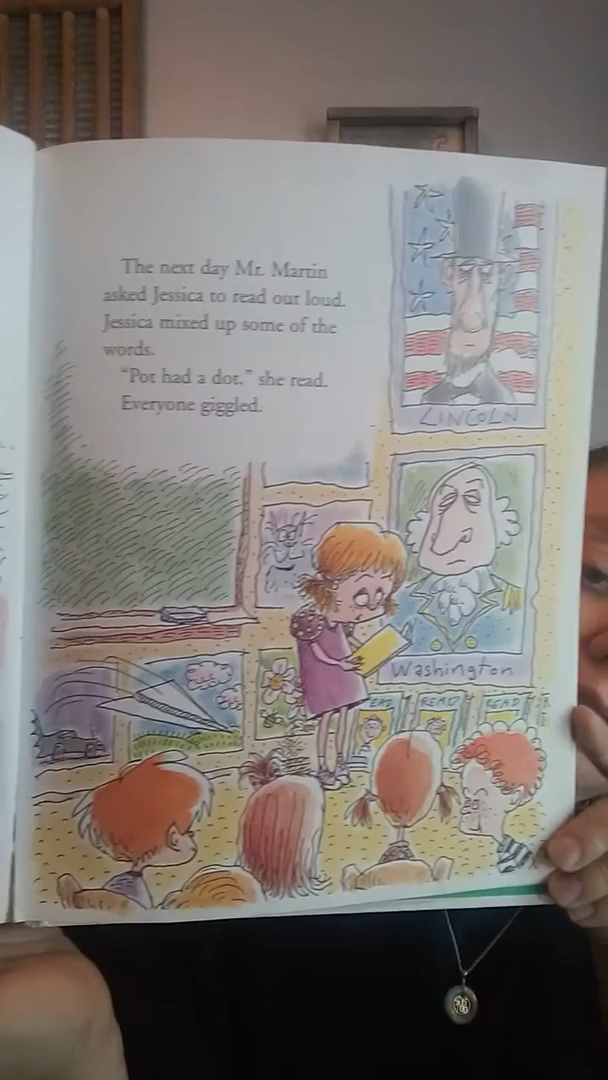 The next day Mr. Martin
asked Jessica to read out loud.
Jessica mixed up some of the
words.
"Pot had a dot," she read.
Everyone giggled.
LINCOLN
Washington
READ READ READ